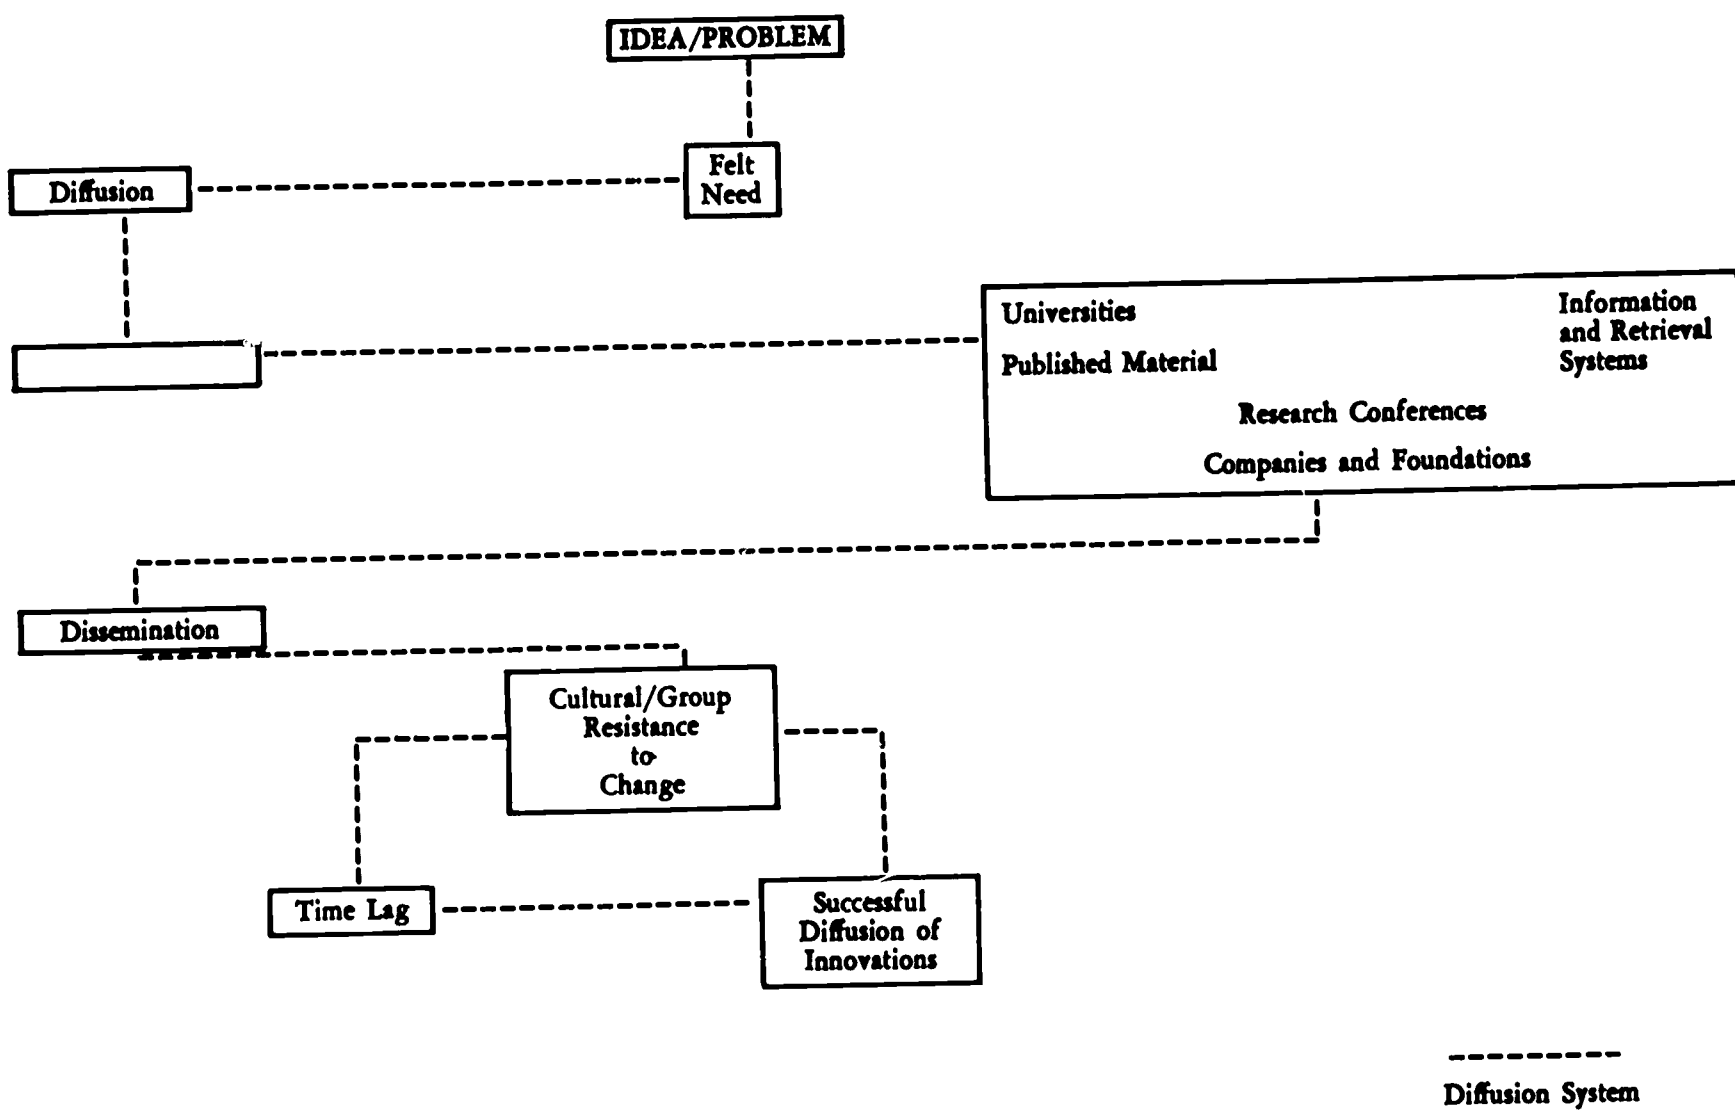 IDEA/PROBLEM
Felt
Need
Diffusion
Universities
Published Material
Information
and Retrieval
Systems
Research Conferences
Companies and Foundations
Dissemination
Cultural/Group
Resistance
to
Change
Time Lag
Successful
Diffusion of
Innovations
Diffusion System